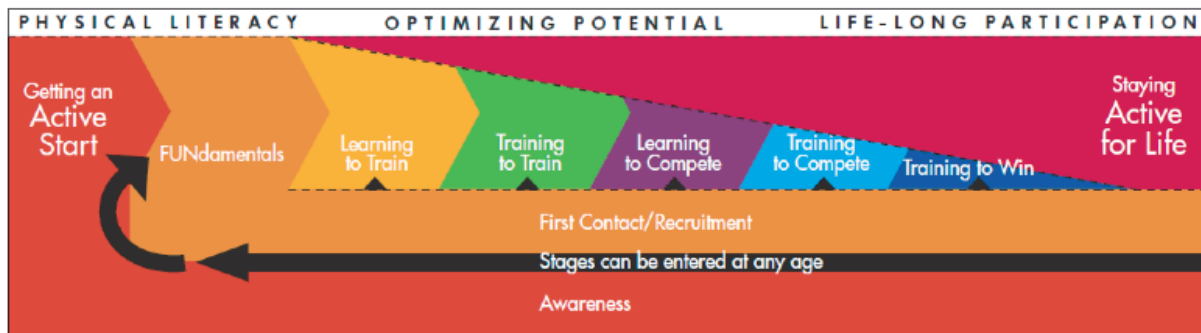 PHYSICAL LITERACY OPTIMIZING POTENTIAL LIFE-LONG PARTICIPATION
Getting an
Active
Start
FUNdamentals
Learning
to Train
Training
to Train
Learning
to Compete
Training
to Compete
Training to Win
Staying
Active
for Life
First Contact/Recruitment
Stages can be entered at any age
Awareness